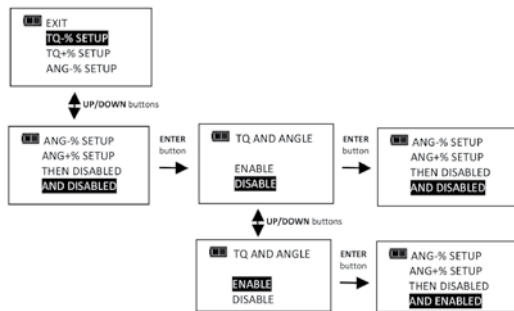 EXIT
TQ-% SETUP
TQ+% SETUP
ANG-% SETUP
UP/DOWN buttons
ANG-% SETUP
ANG+% SETUP
THEN DISABLED
AND DISABLED
ENTER
button
TQ AND ANGLE
ENABLE
DISABLE
ENTER
button
ANG-% SETUP
ANG+% SETUP
THEN DISABLED
AND DISABLED
UP/DOWN buttons
TQ AND ANGLE
ENABLE
DISABLE
ENTER
button
ANG-% SETUP
ANG+% SETUP
THEN DISABLED
AND ENABLED